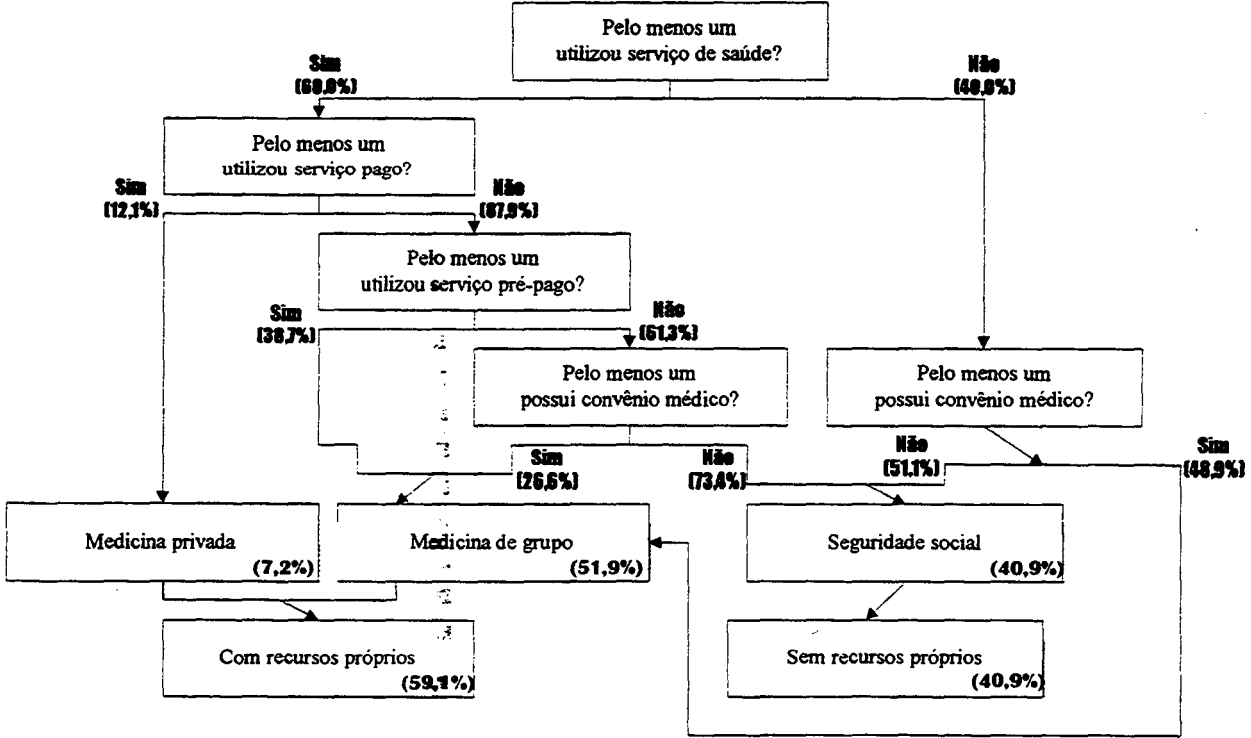 Pelo menos um
utilizou serviço de saúde?
Sim
(60,0%)
Não
(40,0%)
Pelo menos um
utilizou serviço pago?
Sim
(12,1%)
Não
(87,9%)
Pelo menos um
utilizou serviço pré-pago?
Sim
(38,7%)
Não
(61,3%)
Pelo menos um
possui convênio médico?
Pelo menos um
possui convênio médico?
Sim
(26,6%)
Não
(73,4%)
Não
(51,1%)
Sim
(48,9%)
Medicina privada
(7,2%)
Medicina de grupo
(51,9%)
Seguridade social
(40,9%)
Com recursos próprios
(59,1%)
Sem recursos próprios
(40,9%)